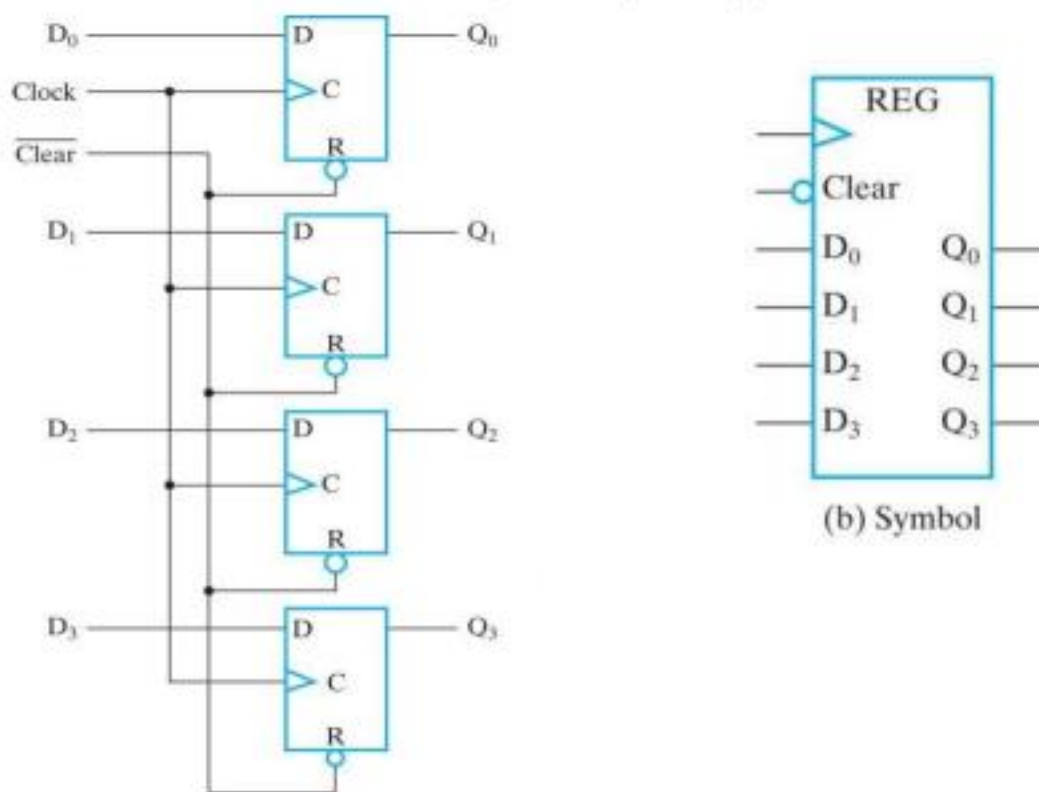 D₀ D Q₀
Clock C
C̅l̅e̅a̅r̅ R
D₁ D Q₁
C
R
D₂ D Q₂
C
R
D₃ D Q₃
C
R
REG
Clear
D₀ Q₀
D₁ Q₁
D₂ Q₂
D₃ Q₃
(b) Symbol